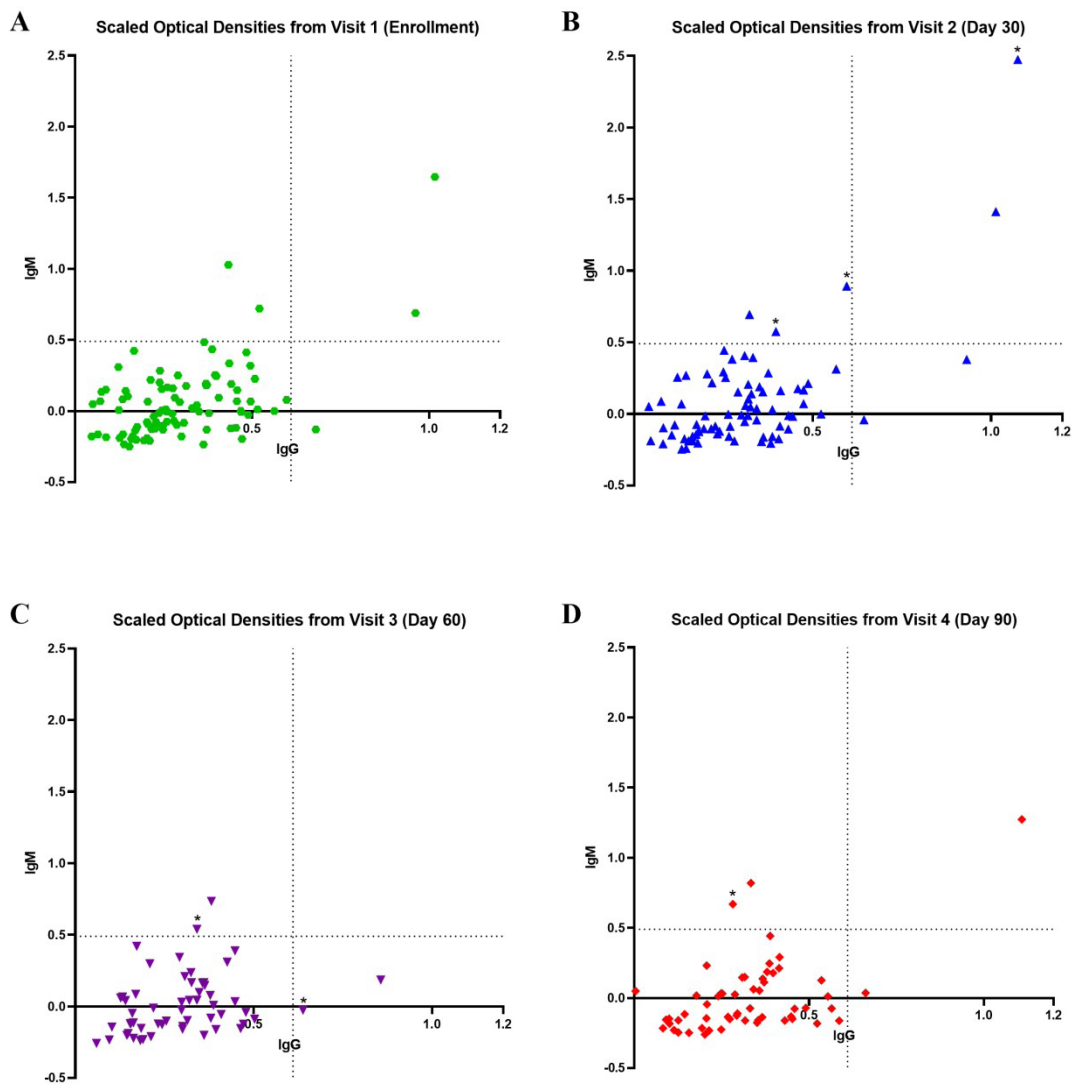 A
Scaled Optical Densities from Visit 1 (Enrollment)
2.5
2.0
1.5
1.0
0.5
0.0
-0.5
IgM
0.5
1.0
1.2
IgG
B
Scaled Optical Densities from Visit 2 (Day 30)
2.5
2.0
1.5
1.0
0.5
0.0
-0.5
IgM
0.5
1.0
1.2
IgG
*
*
*
C
Scaled Optical Densities from Visit 3 (Day 60)
2.5
2.0
1.5
1.0
0.5
0.0
-0.5
IgM
0.5
1.0
1.2
IgG
*
*
D
Scaled Optical Densities from Visit 4 (Day 90)
2.5
2.0
1.5
1.0
0.5
0.0
-0.5
IgM
0.5
1.0
1.2
IgG
*